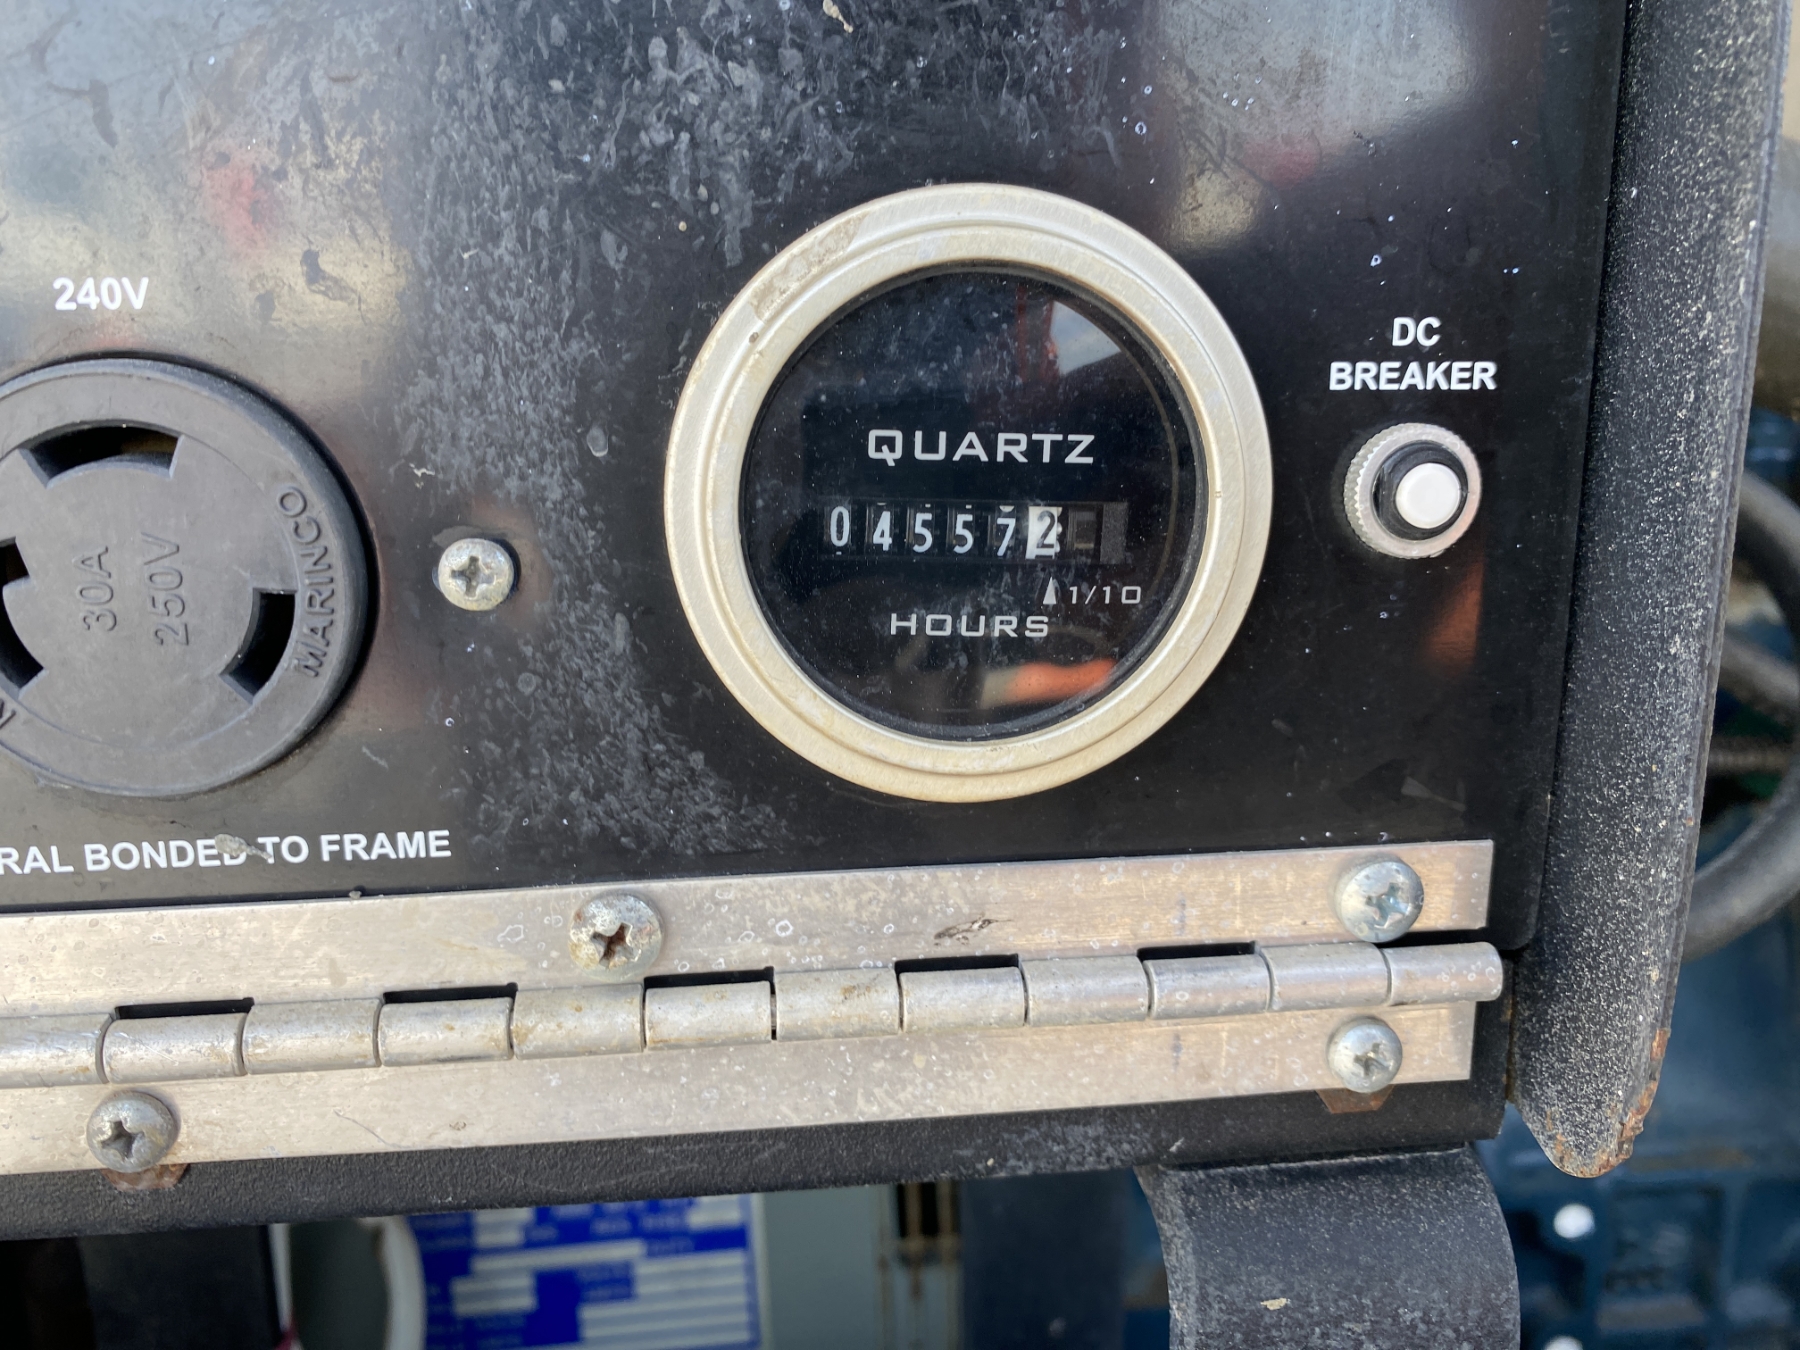 240V
30A
250V
MARINCO
RAL BONDED TO FRAME
QUARTZ
045572
1/10
HOURS
DC
BREAKER